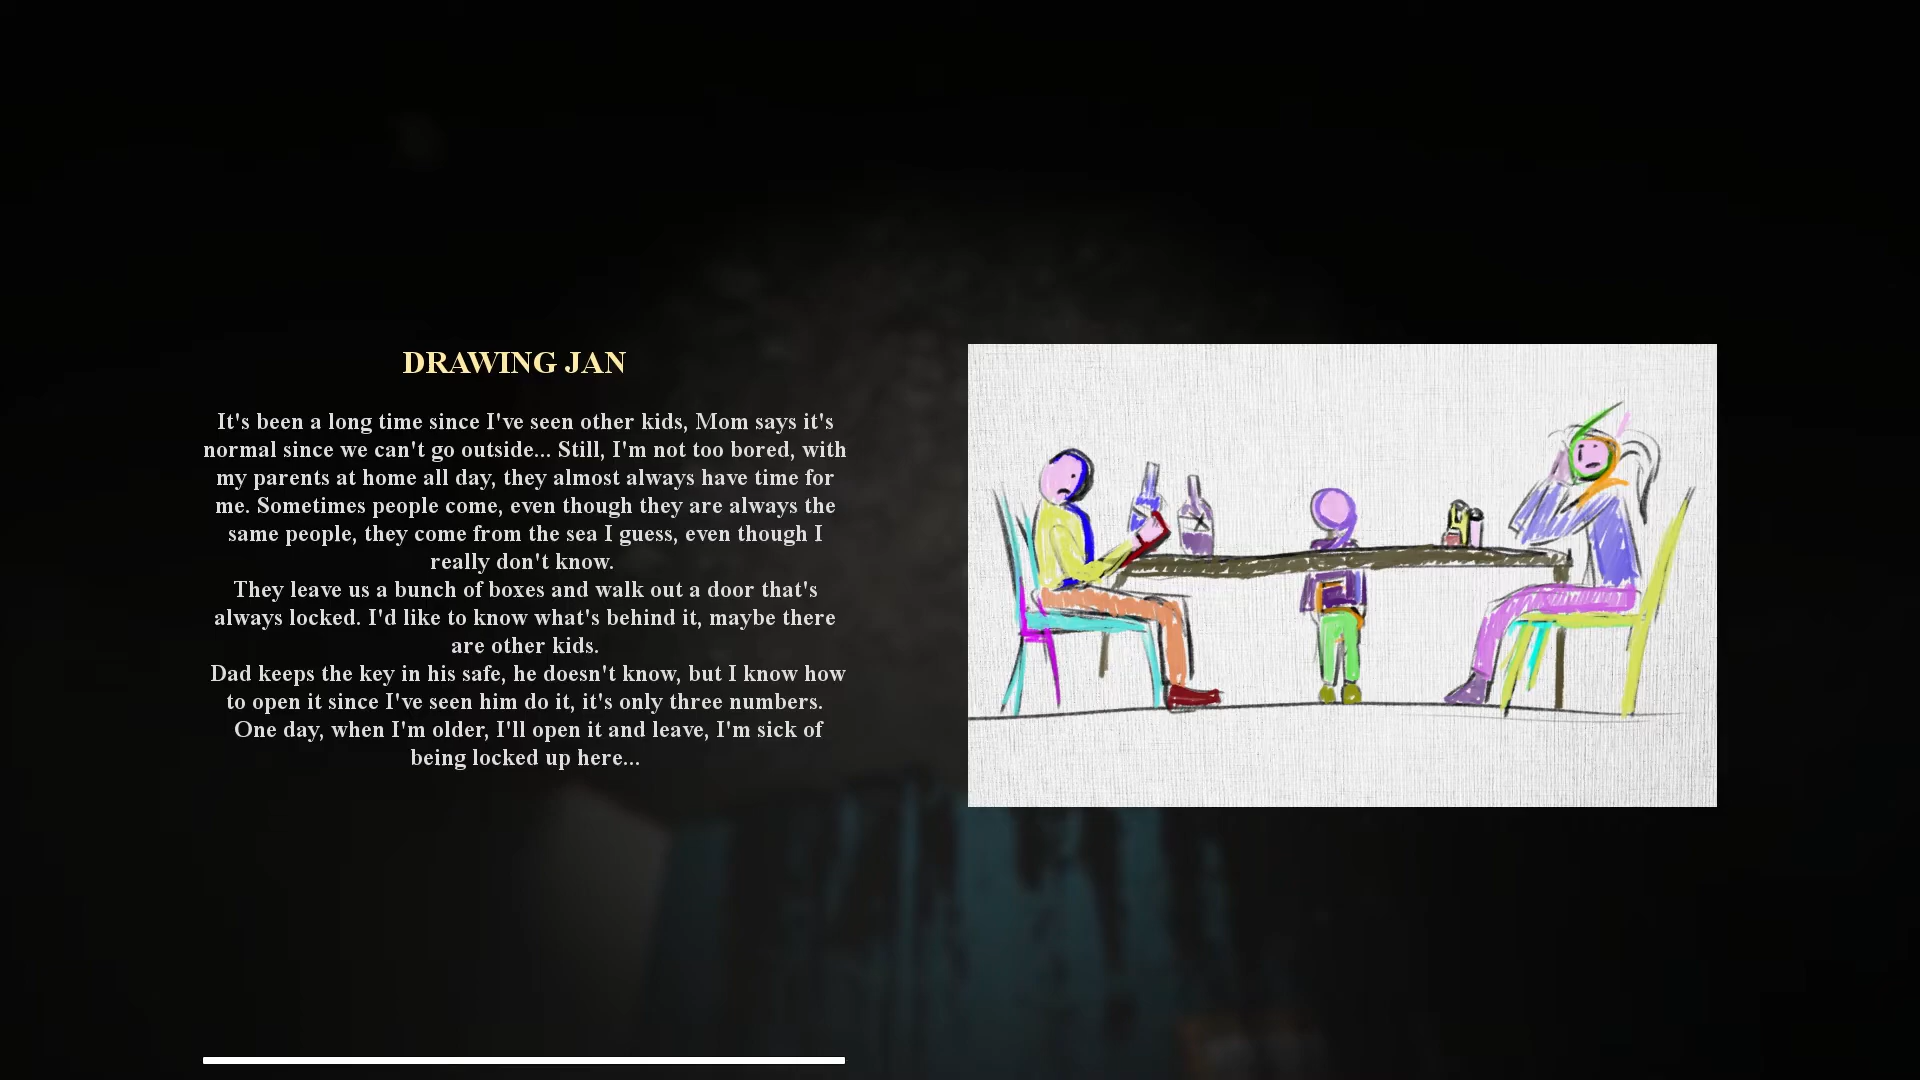 DRAWING JAN
It's been a long time since I've seen other kids, Mom says it's
normal since we can't go outside... Still, I'm not too bored, with
my parents at home all day, they almost always have time for
me. Sometimes people come, even though they are always the
same people, they come from the sea I guess, even though I
really don't know.
They leave us a bunch of boxes and walk out a door that's
always locked. I'd like to know what's behind it, maybe there
are other kids.
Dad keeps the key in his safe, he doesn't know, but I know how
to open it since I've seen him do it, it's only three numbers.
One day, when I'm older, I'll open it and leave, I'm sick of
being locked up here...